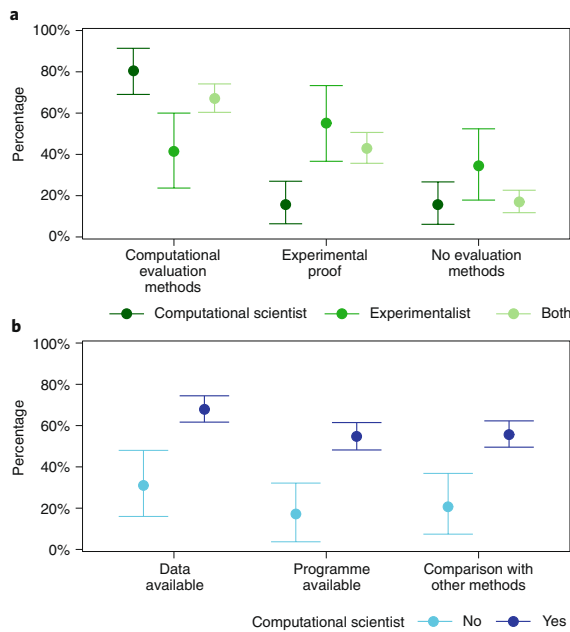 a
100%
80%
60%
40%
20%
0%
Percentage
Computational
evaluation
methods
Experimental
proof
No evaluation
methods
Computational scientist
Experimentalist
Both
b
100%
80%
60%
40%
20%
0%
Percentage
Data
available
Programme
available
Comparison with
other methods
Computational scientist
No
Yes